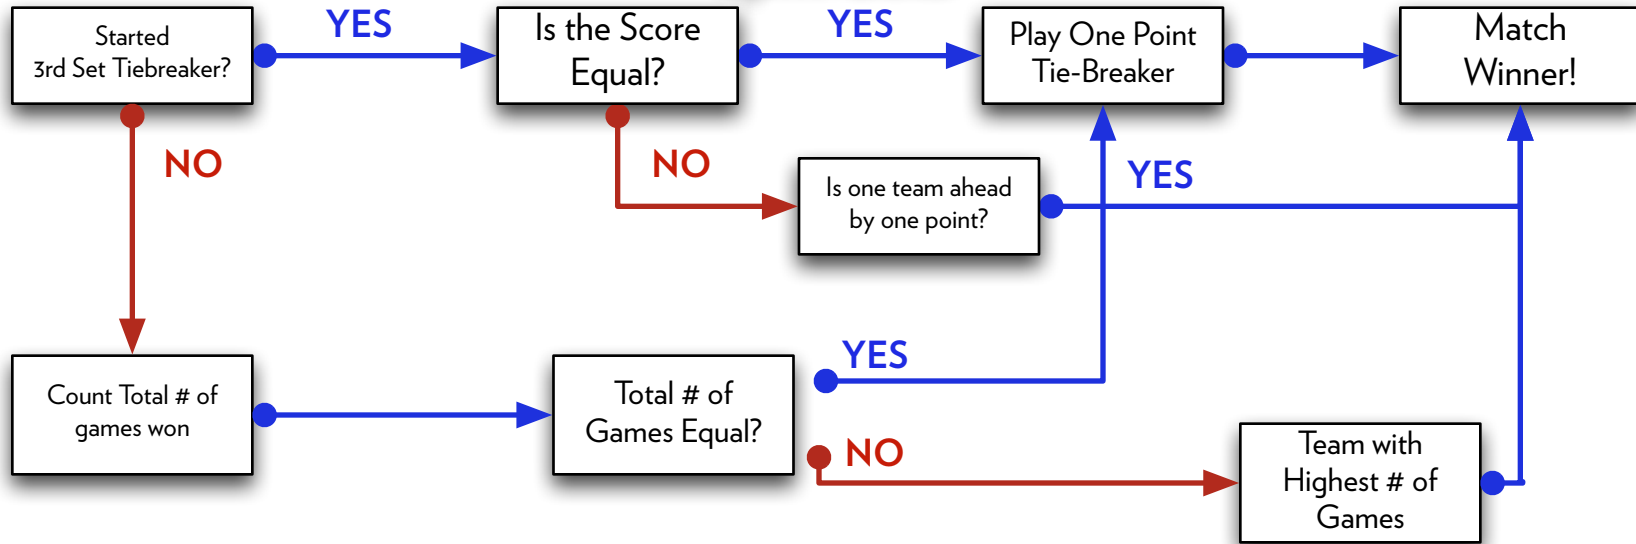 Started
3rd Set Tiebreaker?
YES
Is the Score
Equal?
YES
Play One Point
Tie-Breaker
Match
Winner!
NO
NO
Is one team ahead
by one point?
YES
Count Total # of
games won
Total # of
Games Equal?
YES
NO
Team with
Highest # of
Games